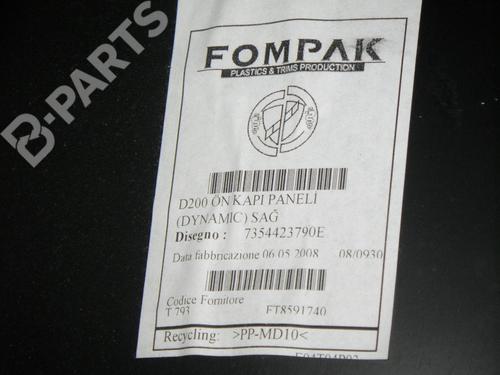 B-PARTS
FOMPAK
PLASTICS & TRIMS PRODUCTION
D200 ÖN KAPI PANELİ
(DYNAMIC) SAĞ
Disegno : 7354423790E
Data fabbricazione 06.05.2008 08/0930
Codice Fornitore
T 793 FT8591740
Recycling: >PP-MD10<